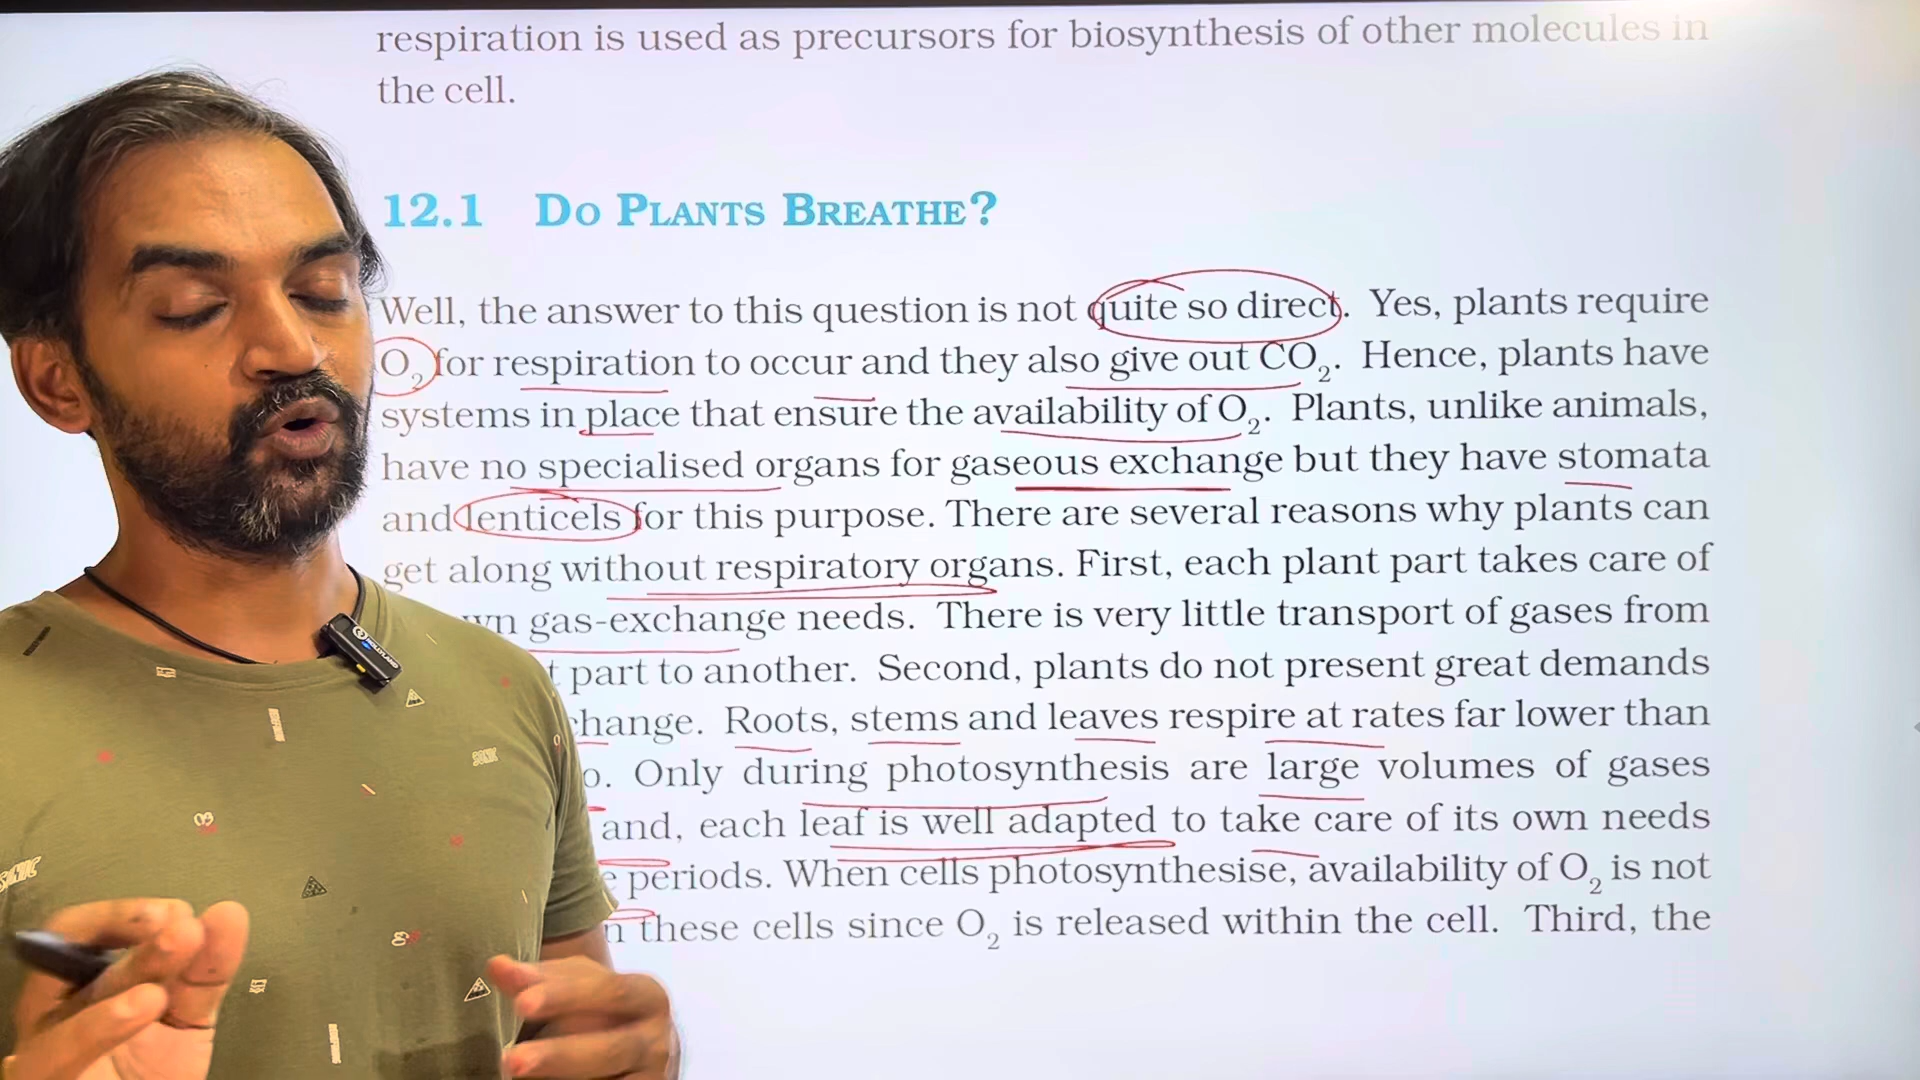 respiration is used as precursors for biosynthesis of other molecules in
the cell.
12.1 DO PLANTS BREATHE?
Well, the answer to this question is not quite so direct. Yes, plants require
O₂ for respiration to occur and they also give out CO₂. Hence, plants have
systems in place that ensure the availability of O₂. Plants, unlike animals,
have no specialised organs for gaseous exchange but they have stomata
and lenticels for this purpose. There are several reasons why plants can
get along without respiratory organs. First, each plant part takes care of
gas-exchange needs. There is very little transport of gases from
part to another. Second, plants do not present great demands
change. Roots, stems and leaves respire at rates far lower than
Only during photosynthesis are large volumes of gases
and, each leaf is well adapted to take care of its own needs
periods. When cells photosynthesise, availability of O₂ is not
these cells since O₂ is released within the cell. Third, the
HOLLYLAND
SONIC
SONIC